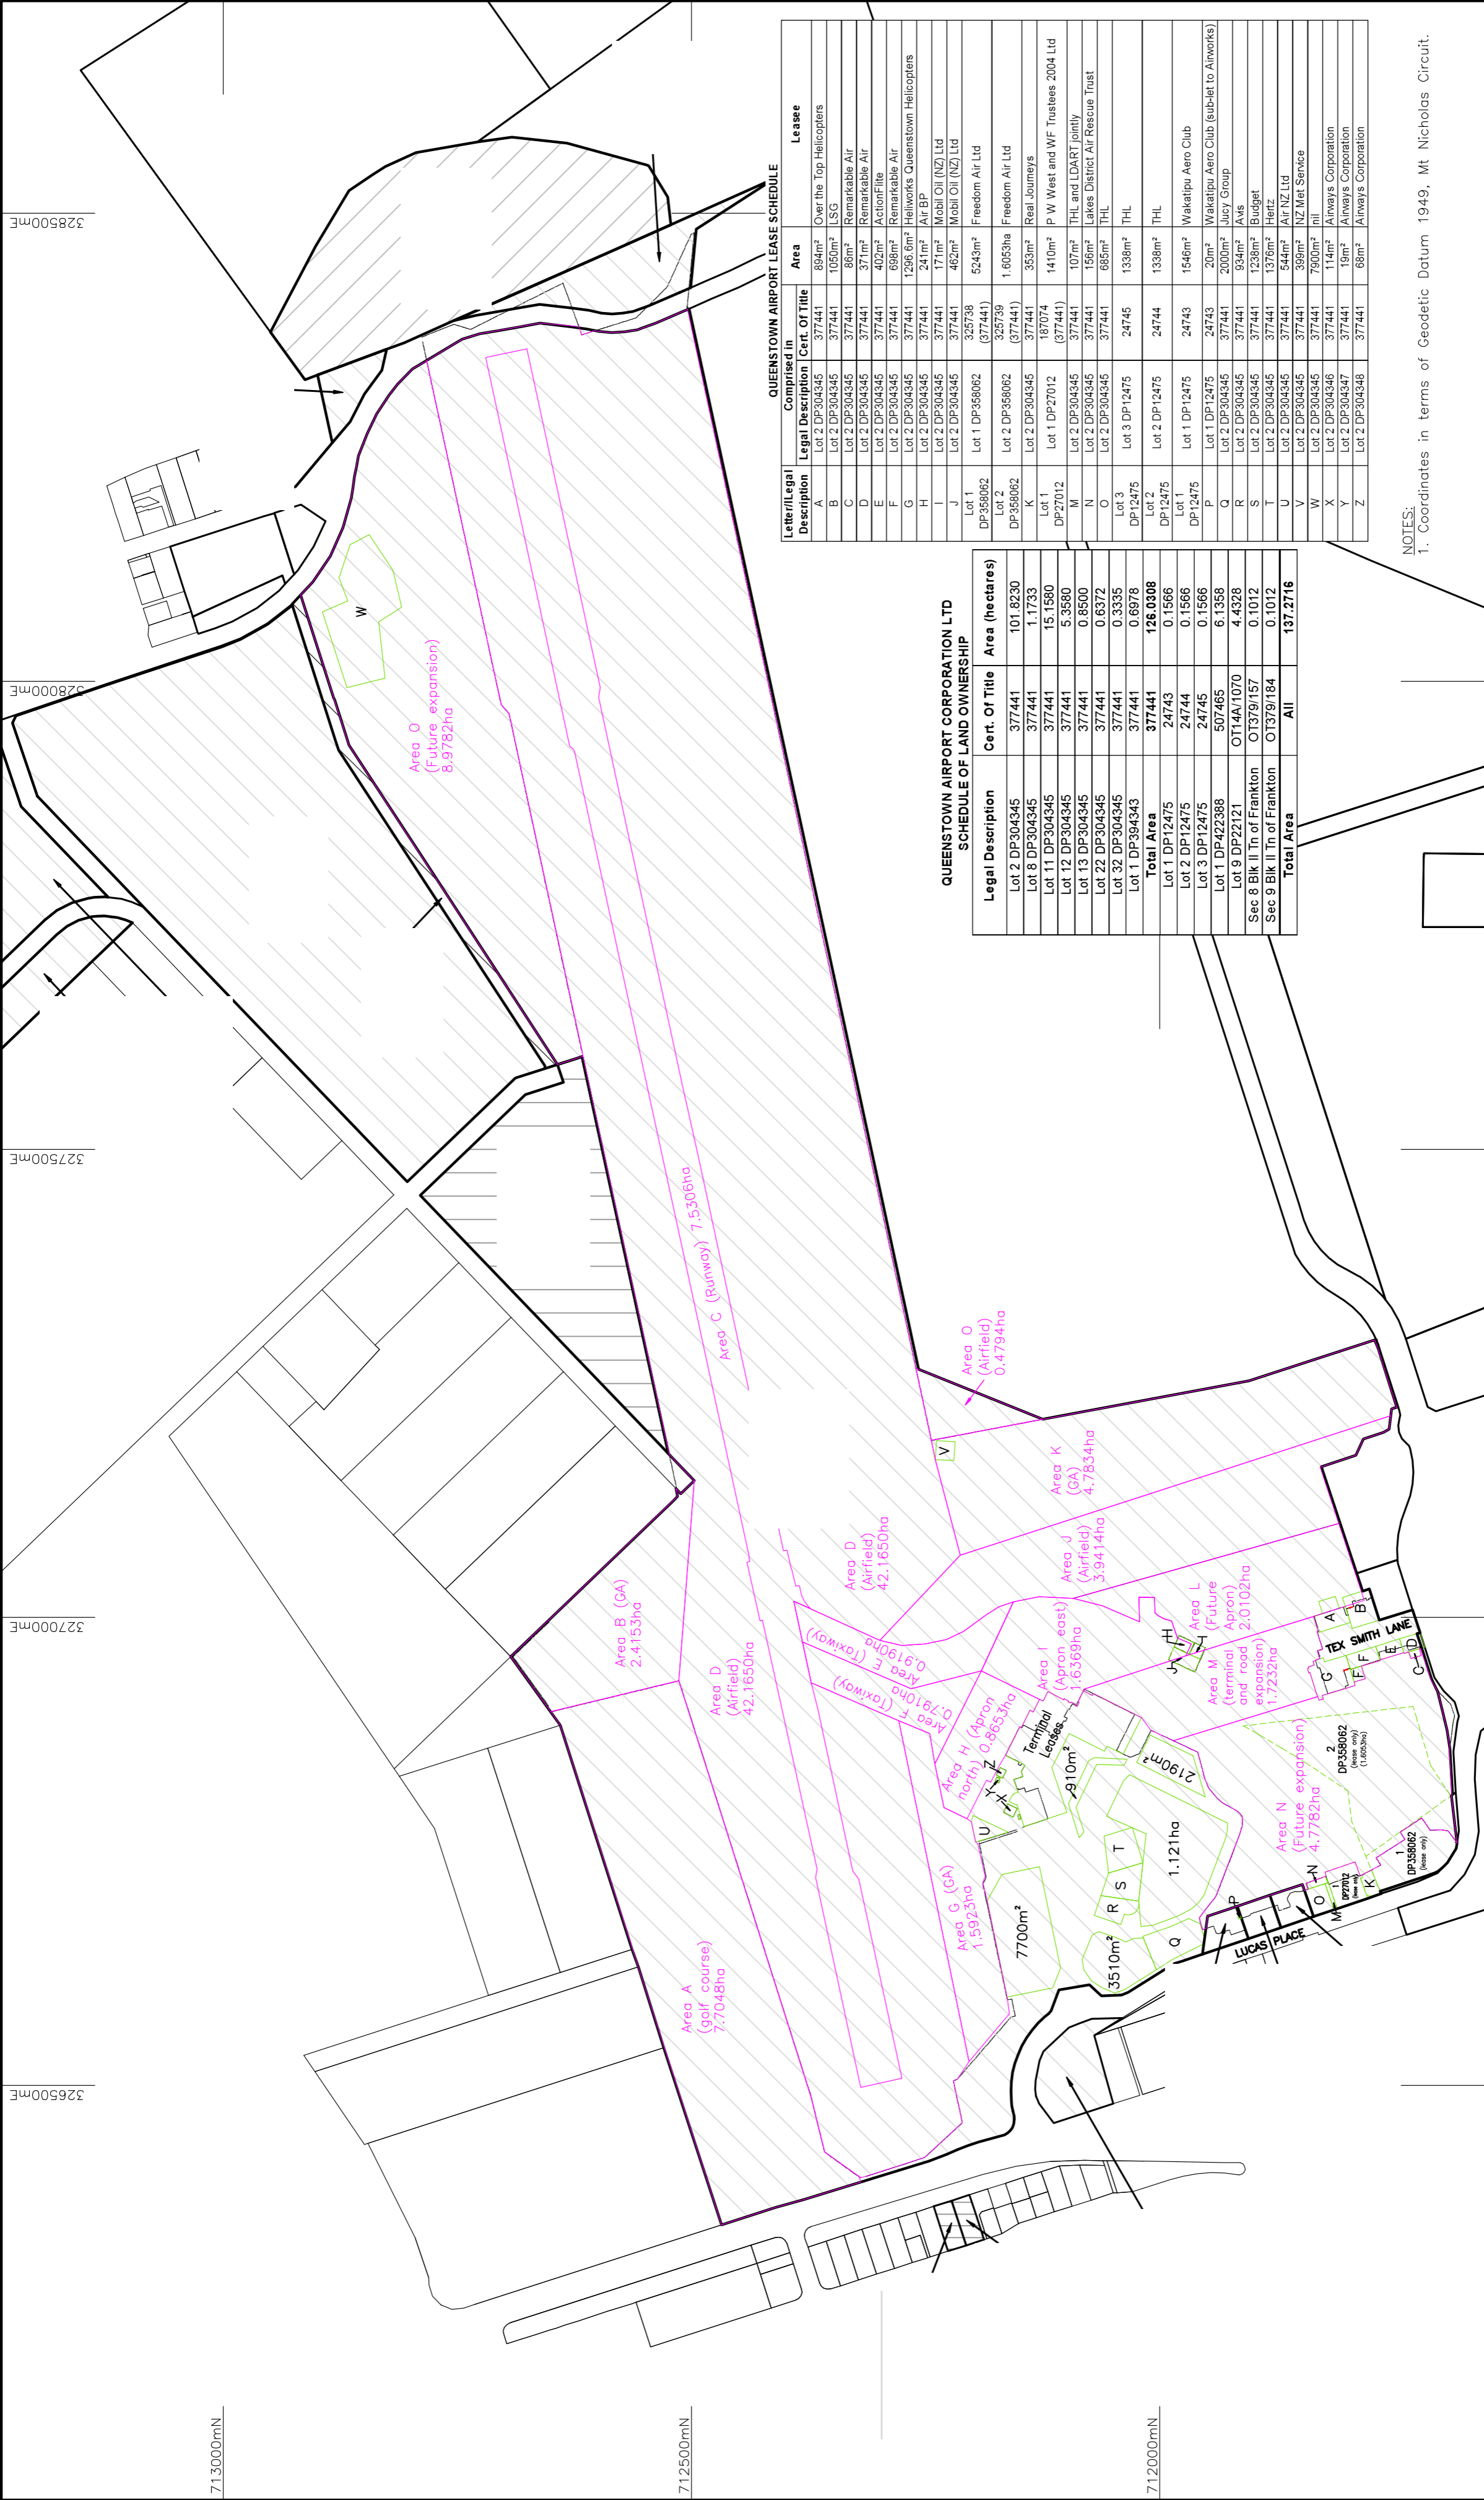 QUEENSTOWN AIRPORT LEASE SCHEDULE
Letter/lLegal Description | Comprised in Legal Description | Cert. Of Title | Area | Leasee
A | Lot 2 DP304345 | 377441 | 894m² | Over the Top Helicopters
B | Lot 2 DP304345 | 377441 | 1050m² | LSG
C | Lot 2 DP304345 | 377441 | 86m² | Remarkable Air
D | Lot 2 DP304345 | 377441 | 371m² | Remarkable Air
E | Lot 2 DP304345 | 377441 | 402m² | ActionFlite
F | Lot 2 DP304345 | 377441 | 698m² | Remarkable Air
G | Lot 2 DP304345 | 377441 | 1296.6m² | Heliworks Queenstown Helicopters
H | Lot 2 DP304345 | 377441 | 241m² | Air BP
I | Lot 2 DP304345 | 377441 | 171m² | Mobil Oil (NZ) Ltd
J | Lot 2 DP304345 | 377441 | 462m² | Mobil Oil (NZ) Ltd
Lot 1 DP358062 | Lot 1 DP358062 | 325738 (377441) | 5243m² | Freedom Air Ltd
Lot 2 DP358062 | Lot 2 DP358062 | 325739 (377441) | 1.6053ha | Freedom Air Ltd
K | Lot 2 DP304345 | 377441 | 353m² | Real Journeys
Lot 1 DP27012 | Lot 1 DP27012 | 187074 (377441) | 1410m² | P W West and WF Trustees 2004 Ltd
M | Lot 2 DP304345 | 377441 | 107m² | THL and LDART jointly
N | Lot 2 DP304345 | 377441 | 156m² | Lakes District Air Rescue Trust
O | Lot 2 DP304345 | 377441 | 685m² | THL
Lot 3 DP12475 | Lot 3 DP12475 | 24745 | 1338m² | THL
Lot 2 DP12475 | Lot 2 DP12475 | 24744 | 1338m² | THL
Lot 1 DP12475 | Lot 1 DP12475 | 24743 | 1546m² | Wakatipu Aero Club
P | Lot 1 DP12475 | 24743 | 20m² | Wakatipu Aero Club (sub-let to Airworks)
Q | Lot 2 DP304345 | 377441 | 2000m² | Jucy Group
R | Lot 2 DP304345 | 377441 | 934m² | Avis
S | Lot 2 DP304345 | 377441 | 1238m² | Budget
T | Lot 2 DP304345 | 377441 | 1376m² | Hertz
U | Lot 2 DP304345 | 377441 | 544m² | Air NZ Ltd
V | Lot 2 DP304345 | 377441 | 399m² | NZ Met Service
W | Lot 2 DP304345 | 377441 | 7900m² | nil
X | Lot 2 DP304346 | 377441 | 114m² | Airways Corporation
Y | Lot 2 DP304347 | 377441 | 19m² | Airways Corporation
Z | Lot 2 DP304348 | 377441 | 68m² | Airways Corporation
QUEENSTOWN AIRPORT CORPORATION LTD
SCHEDULE OF LAND OWNERSHIP
Legal Description | Cert. Of Title | Area (hectares)
Lot 2 DP304345 | 377441 | 101.8230
Lot 8 DP304345 | 377441 | 1.1733
Lot 11 DP304345 | 377441 | 15.1580
Lot 12 DP304345 | 377441 | 5.3580
Lot 13 DP304345 | 377441 | 0.8500
Lot 22 DP304345 | 377441 | 0.6372
Lot 32 DP304345 | 377441 | 0.3335
Lot 1 DP394343 | 377441 | 0.6978
Total Area | 377441 | 126.0308
Lot 1 DP12475 | 24743 | 0.1566
Lot 2 DP12475 | 24744 | 0.1566
Lot 3 DP12475 | 24745 | 0.1566
Lot 1 DP422388 | 507465 | 6.1358
Lot 9 DP22121 | OT14A/1070 | 4.4328
Sec 8 Blk II Tn of Frankton | OT379/157 | 0.1012
Sec 9 Blk II Tn of Frankton | OT379/184 | 0.1012
Total Area | All | 137.2716
NOTES:
1. Coordinates in terms of Geodetic Datum 1949, Mt Nicholas Circuit.
713000mN
712500mN
712000mN
326500mE
327000mE
327500mE
328000mE
328500mE
Area A
(golf course)
7.7048ha
Area B (GA)
2.4153ha
Area C (Runway) 7.5306ha
Area D
(Airfield)
42.1650ha
Area D
(Airfield)
42.1650ha
Area E (Taxiway)
0.9190ha
Area F (Taxiway)
0.7910ha
Area G (GA)
1.5923ha
Area H (Apron
north) 0.8653ha
Area I
(Apron east)
1.6369ha
Area J
(Airfield)
3.9414ha
Area K
(GA)
4.7834ha
Area L
(Future
Apron)
2.0102ha
Area M
(terminal
and road
expansion)
1.7232ha
Area N
(Future expansion)
4.7782ha
Area O
(Airfield)
0.4794ha
Area O
(Future expansion)
8.9782ha
W
V
U
Y
X
Z
Terminal
Leases
7700m²
910m²
2190m²
3510m²
1.121ha
R
S
T
Q
P
H
J
I
A
B
TEX SMITH LANE
G
F
F
E
D
C
2
DP358062
(lease only)
(1.6053ha)
1
DP358062
(lease only)
N
O
M
1
DP27012
(lease only)
K
LUCAS PLACE